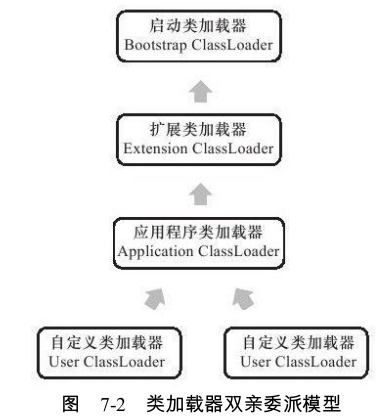 启动类加载器
Bootstrap ClassLoader
扩展类加载器
Extension ClassLoader
应用程序类加载器
Application ClassLoader
自定义类加载器
User ClassLoader
自定义类加载器
User ClassLoader
图 7-2 类加载器双亲委派模型